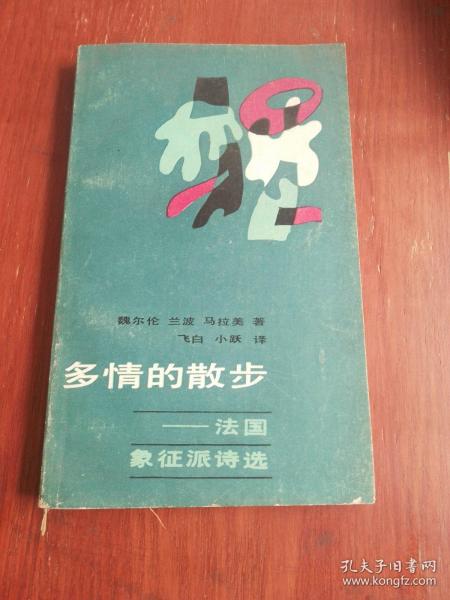 魏尔伦 兰波 马拉美 著
飞白 小跃 译
多情的散步
——法国
象征派诗选
孔夫子旧书网
www.kongfz.com